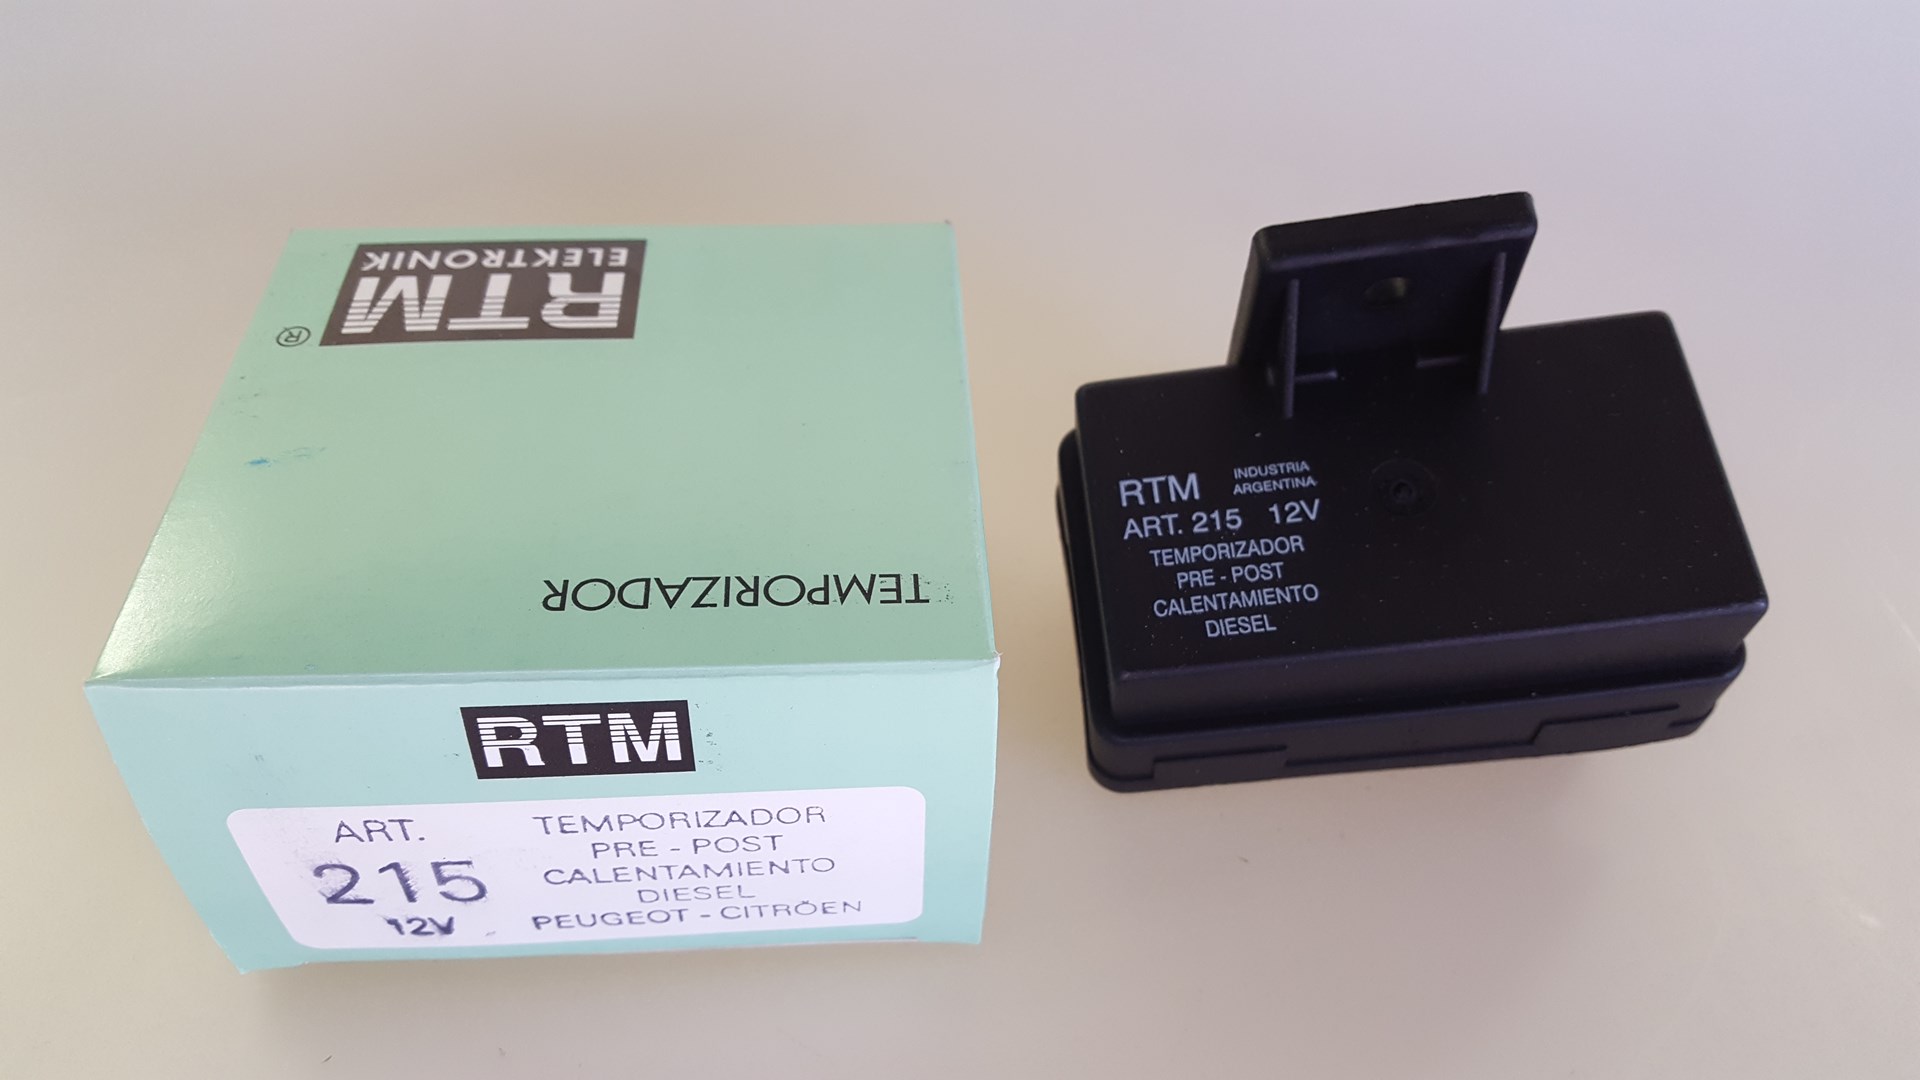 RTM
ELEKTRONIK
®
TEMPORIZADOR
RTM
ART.
215
12V
TEMPORIZADOR
PRE - POST
CALENTAMIENTO
DIESEL
PEUGEOT - CITRÖEN
RTM INDUSTRIA ARGENTINA
ART. 215 12V
TEMPORIZADOR
PRE - POST
CALENTAMIENTO
DIESEL